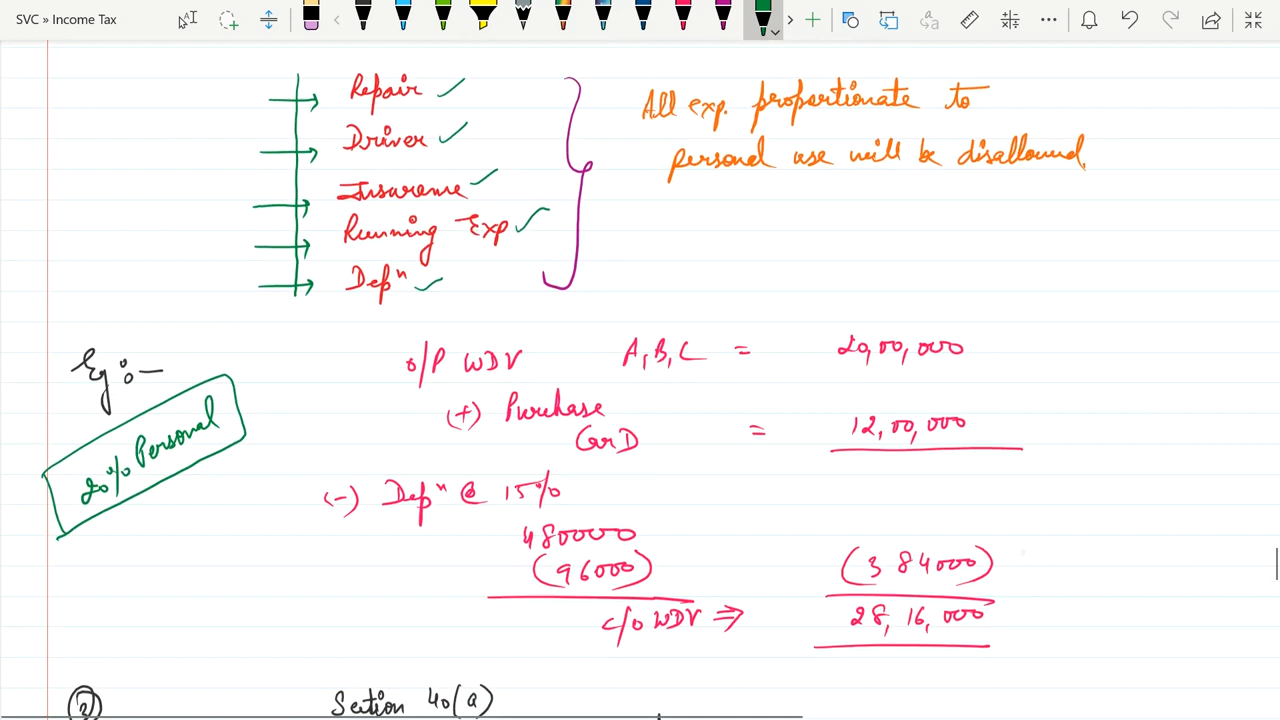 SVC » Income Tax
Repair
Driver
Insurance
Running Exp
Depⁿ
All exp. proportionate to
personal use will be disallowed.
Eg:-
20% Personal
O/P WDV A, B, C = 20,00,000
(+) Purchase
Car D = 12,00,000
(-) Depⁿ @ 15%
480000
(96000) (384000)
C/O WDV ⇒ 28,16,000
② Section 40(a)